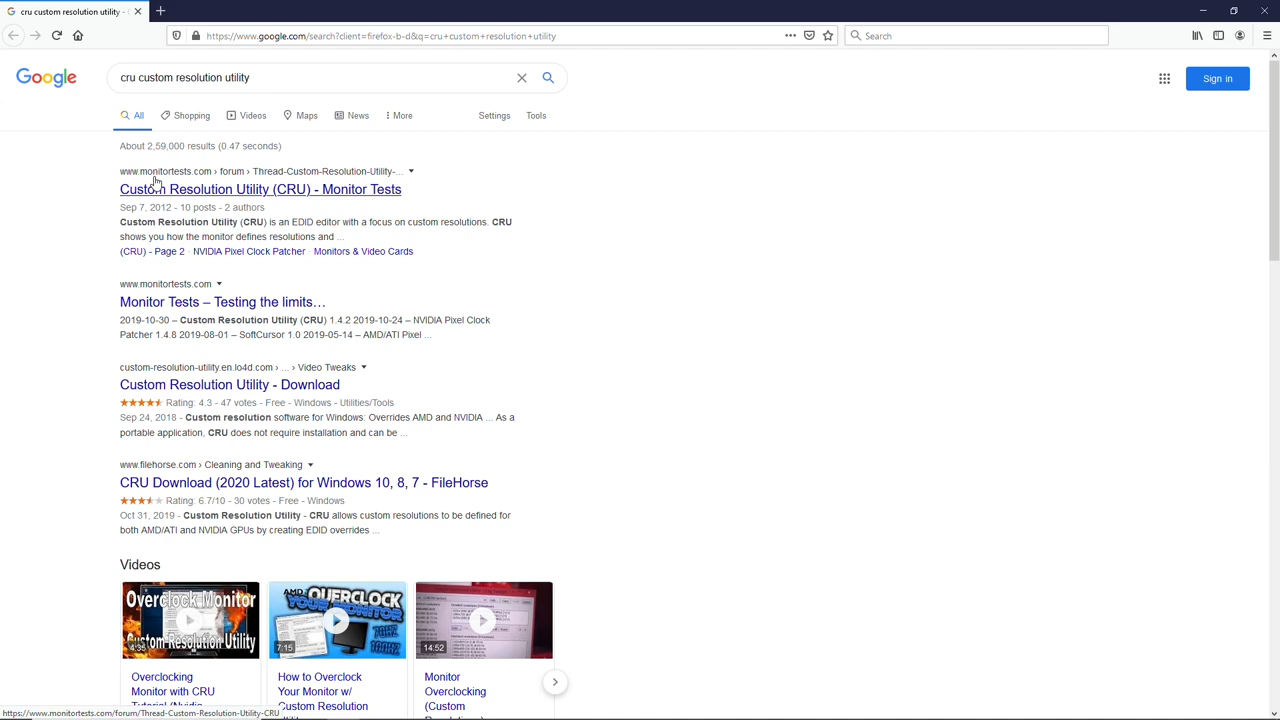 cru custom resolution utility -
https://www.google.com/search?client=firefox-b-d&q=cru+custom+resolution+utility
Search
Google
cru custom resolution utility
Sign in
All
Shopping
Videos
Maps
News
More
Settings
Tools
About 2,59,000 results (0.47 seconds)
www.monitortests.com › forum › Thread-Custom-Resolution-Utility-...
Custom Resolution Utility (CRU) - Monitor Tests
Sep 7, 2012 - 10 posts - 2 authors
Custom Resolution Utility (CRU) is an EDID editor with a focus on custom resolutions. CRU
shows you how the monitor defines resolutions and ...
(CRU) - Page 2 · NVIDIA Pixel Clock Patcher · Monitors & Video Cards
www.monitortests.com
Monitor Tests – Testing the limits…
2019-10-30 – Custom Resolution Utility (CRU) 1.4.2 2019-10-24 – NVIDIA Pixel Clock
Patcher 1.4.8 2019-08-01 – SoftCursor 1.0 2019-05-14 – AMD/ATI Pixel ...
custom-resolution-utility.en.lo4d.com › ... › Video Tweaks
Custom Resolution Utility - Download
Rating: 4.3 - 47 votes - Free - Windows - Utilities/Tools
Sep 24, 2018 - Custom resolution software for Windows: Overrides AMD and NVIDIA ... As a
portable application, CRU does not require installation and can be ...
www.filehorse.com › Cleaning and Tweaking
CRU Download (2020 Latest) for Windows 10, 8, 7 - FileHorse
Rating: 6.7/10 - 30 votes - Free - Windows
Oct 31, 2019 - Custom Resolution Utility - CRU allows custom resolutions to be defined for
both AMD/ATI and NVIDIA GPUs by creating EDID overrides ...
Videos
Overclock Monitor
Custom-Resolution-Utility
4:35
AMD OVERCLOCK
YOUR MONITOR
7:15
14:52
Overclocking
Monitor with CRU
Tutorial (Nvidia
How to Overclock
Your Monitor w/
Custom Resolution
Monitor
Overclocking
(Custom
https://www.monitortests.com/forum/Thread-Custom-Resolution-Utility-CRU